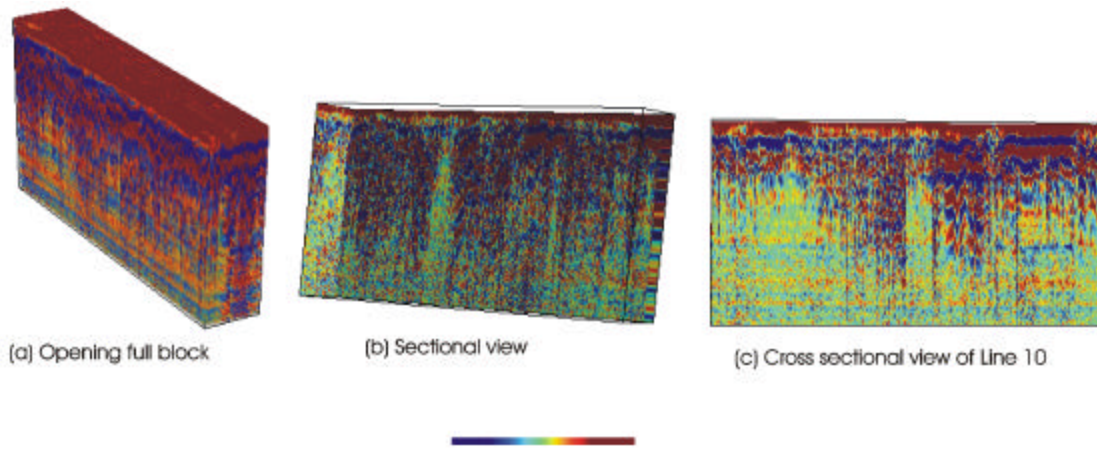 (a) Opening full block
(b) Sectional view
(c) Cross sectional view of Line 10